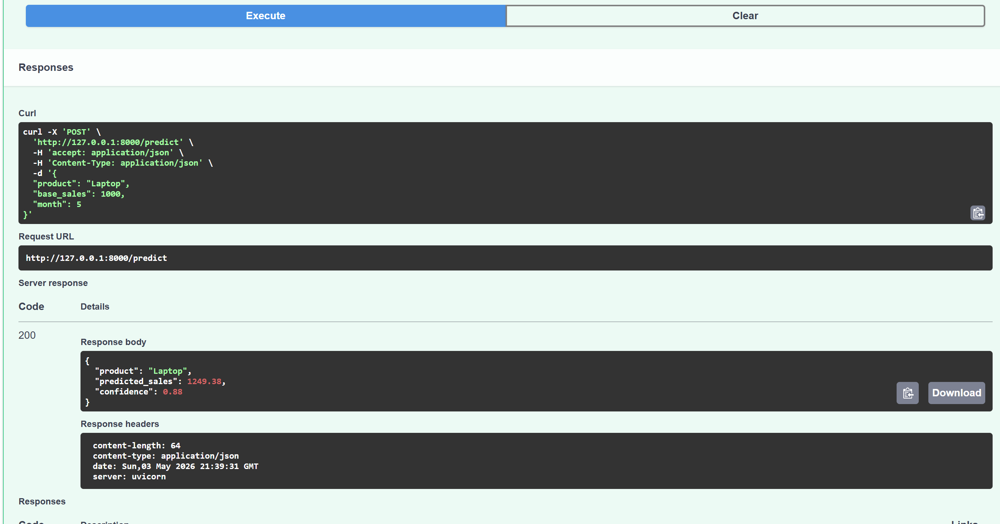 Execute
Clear
Responses
Curl
curl -X 'POST' \
  'http://127.0.0.1:8000/predict' \
  -H 'accept: application/json' \
  -H 'Content-Type: application/json' \
  -d '{
  "product": "Laptop",
  "base_sales": 1000,
  "month": 5
}'
Request URL
http://127.0.0.1:8000/predict
Server response
Code Details
200
Response body
{
  "product": "Laptop",
  "predicted_sales": 1249.38,
  "confidence": 0.88
}
Download
Response headers
content-length: 64
content-type: application/json
date: Sun,03 May 2026 21:39:31 GMT
server: uvicorn
Responses
Code Description Links